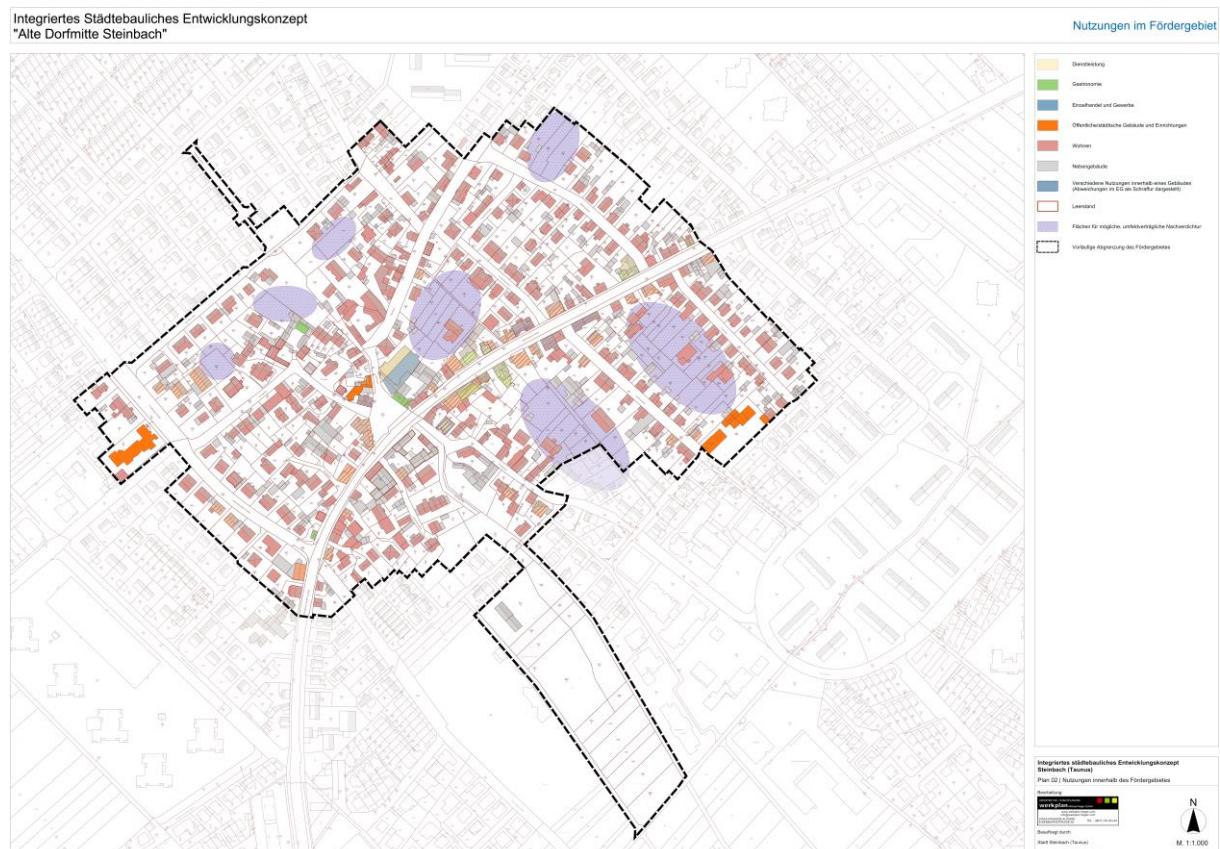 Integriertes Städtebauliches Entwicklungskonzept
"Alte Dorfmitte Steinbach"
Nutzungen im Fördergebiet
Dienstleistung
Gastronomie
Einzelhandel und Gewerbe
Öffentliche/städtische Gebäude und Einrichtungen
Wohnen
Nebengebäude
Verschiedene Nutzungen innerhalb eines Gebäudes
(Abweichungen im EG als Schraffur dargestellt)
Leerstand
Flächen für mögliche, umfeldverträgliche Nachverdichtur
Vorläufige Abgrenzung des Fördergebietes
Integriertes städtebauliches Entwicklungskonzept
Steinbach (Taunus)
Plan 02 | Nutzungen innerhalb des Fördergebietes
Bearbeitung
werkplan
Beauftragt durch
Stadt Steinbach (Taunus)
N
M. 1:1.000